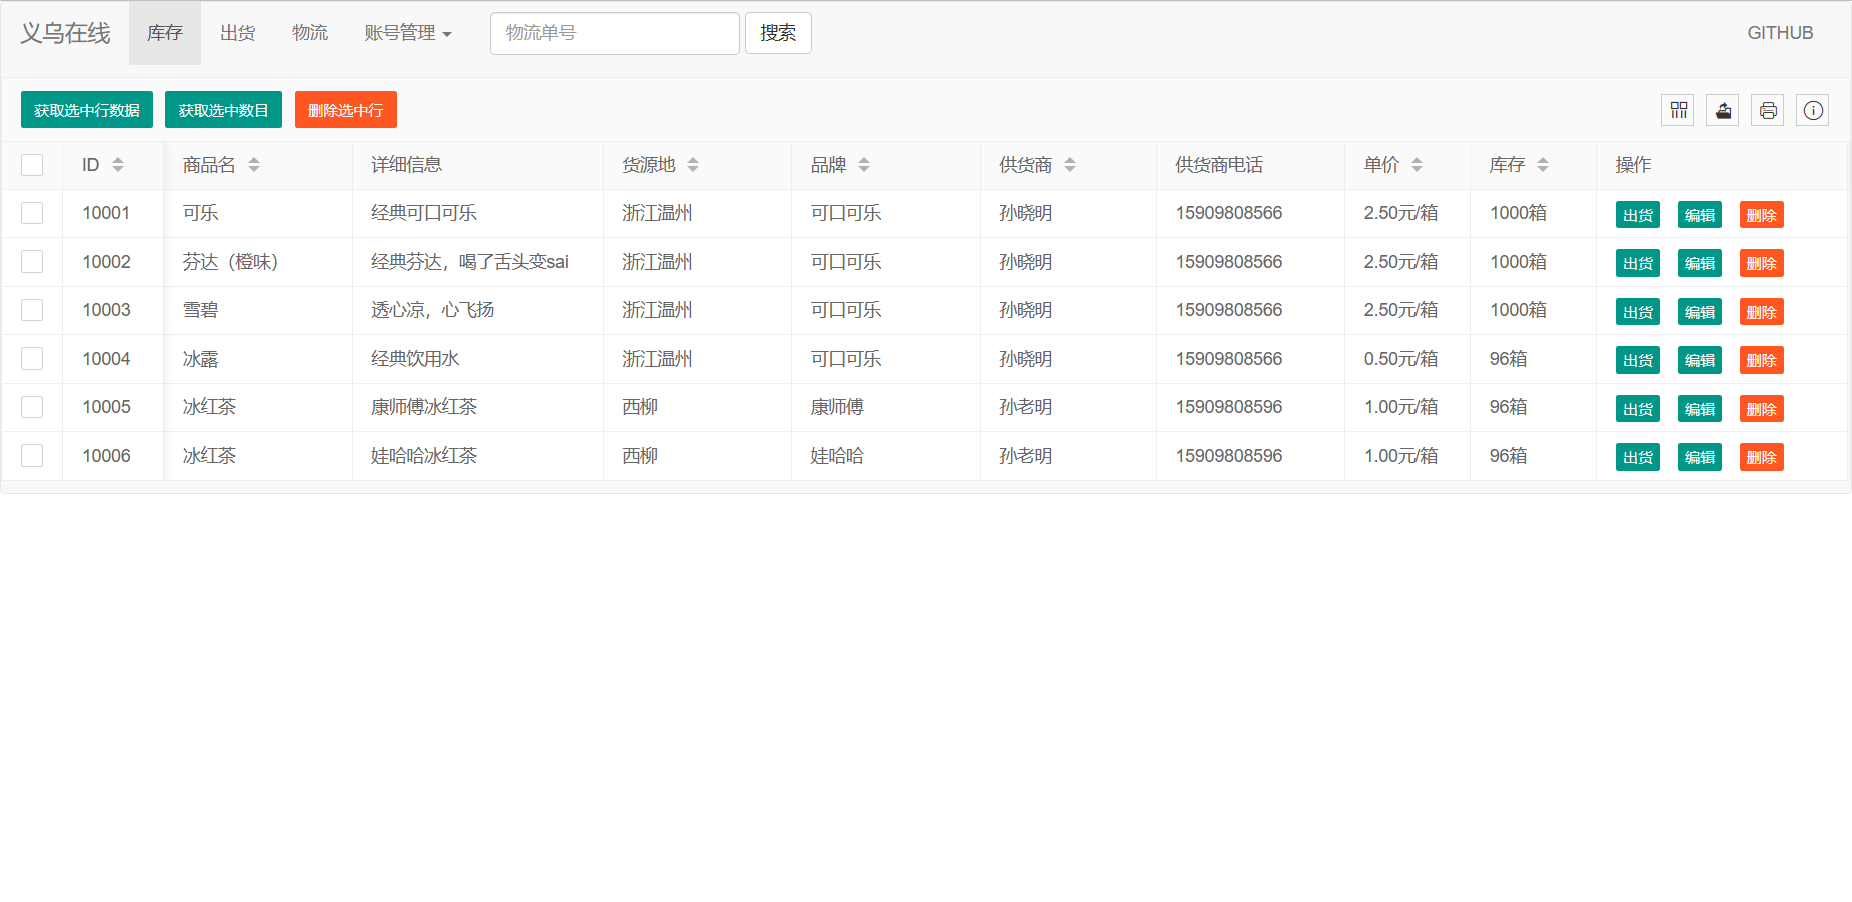 义乌在线 库存 出货 物流 账号管理 物流单号 搜索 GITHUB
获取选中行数据 获取选中数目 删除选中行
ID 商品名 详细信息 货源地 品牌 供货商 供货商电话 单价 库存 操作
10001 可乐 经典可口可乐 浙江温州 可口可乐 孙晓明 15909808566 2.50元/箱 1000箱 出货 编辑 删除
10002 芬达（橙味） 经典芬达，喝了舌头变sai 浙江温州 可口可乐 孙晓明 15909808566 2.50元/箱 1000箱 出货 编辑 删除
10003 雪碧 透心凉，心飞扬 浙江温州 可口可乐 孙晓明 15909808566 2.50元/箱 1000箱 出货 编辑 删除
10004 冰露 经典饮用水 浙江温州 可口可乐 孙晓明 15909808566 0.50元/箱 96箱 出货 编辑 删除
10005 冰红茶 康师傅冰红茶 西柳 康师傅 孙老明 15909808596 1.00元/箱 96箱 出货 编辑 删除
10006 冰红茶 娃哈哈冰红茶 西柳 娃哈哈 孙老明 15909808596 1.00元/箱 96箱 出货 编辑 删除